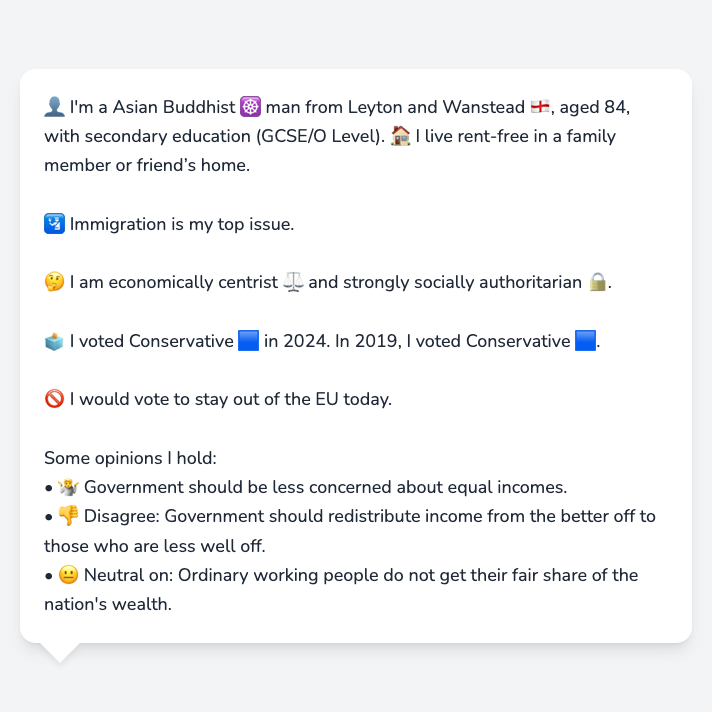 👤 I'm a Asian Buddhist ☸️ man from Leyton and Wanstead 🏴󠁧󠁢󠁥󠁮󠁧󠁿, aged 84,
with secondary education (GCSE/O Level). 🏠 I live rent-free in a family
member or friend’s home.
🛂 Immigration is my top issue.
🤔 I am economically centrist ⚖️ and strongly socially authoritarian 🔒.
🗳️ I voted Conservative 🟦 in 2024. In 2019, I voted Conservative 🟦.
🚫 I would vote to stay out of the EU today.
Some opinions I hold:
• 🤷 Government should be less concerned about equal incomes.
• 👎 Disagree: Government should redistribute income from the better off to
those who are less well off.
• 😐 Neutral on: Ordinary working people do not get their fair share of the
nation's wealth.